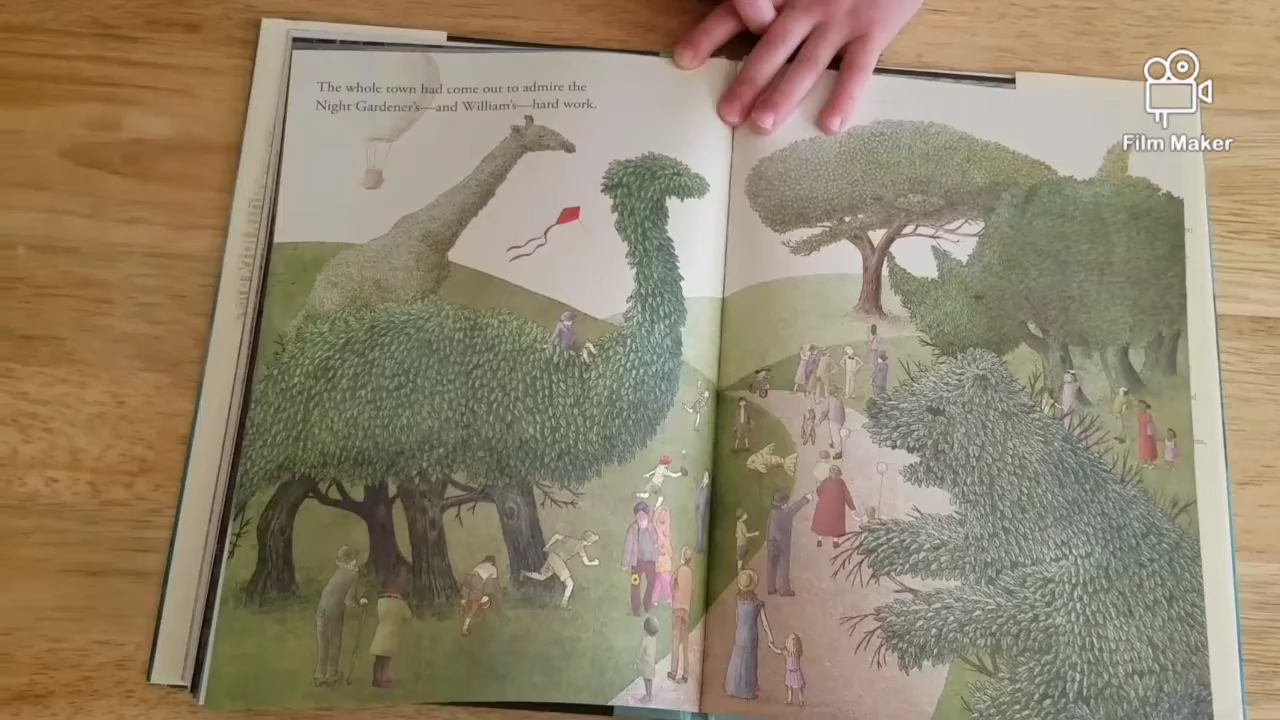 The whole town had come out to admire the
Night Gardener's—and William's—hard work.
Film Maker